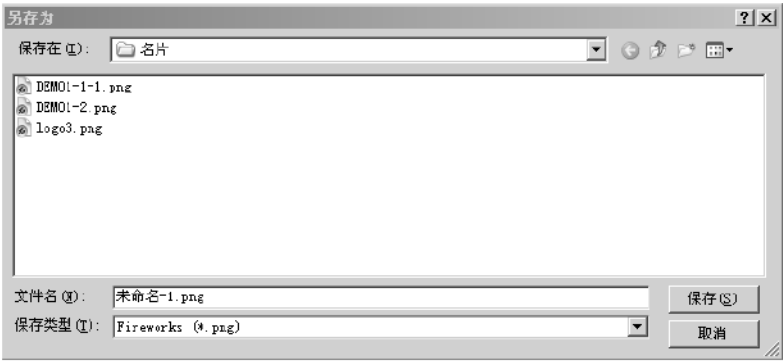 另存为
保存在(I): 名片
DEMO1-1-1.png
DEMO1-2.png
logo3.png
文件名(N): 未命名-1.png 保存(S)
保存类型(T): Fireworks (*.png) 取消